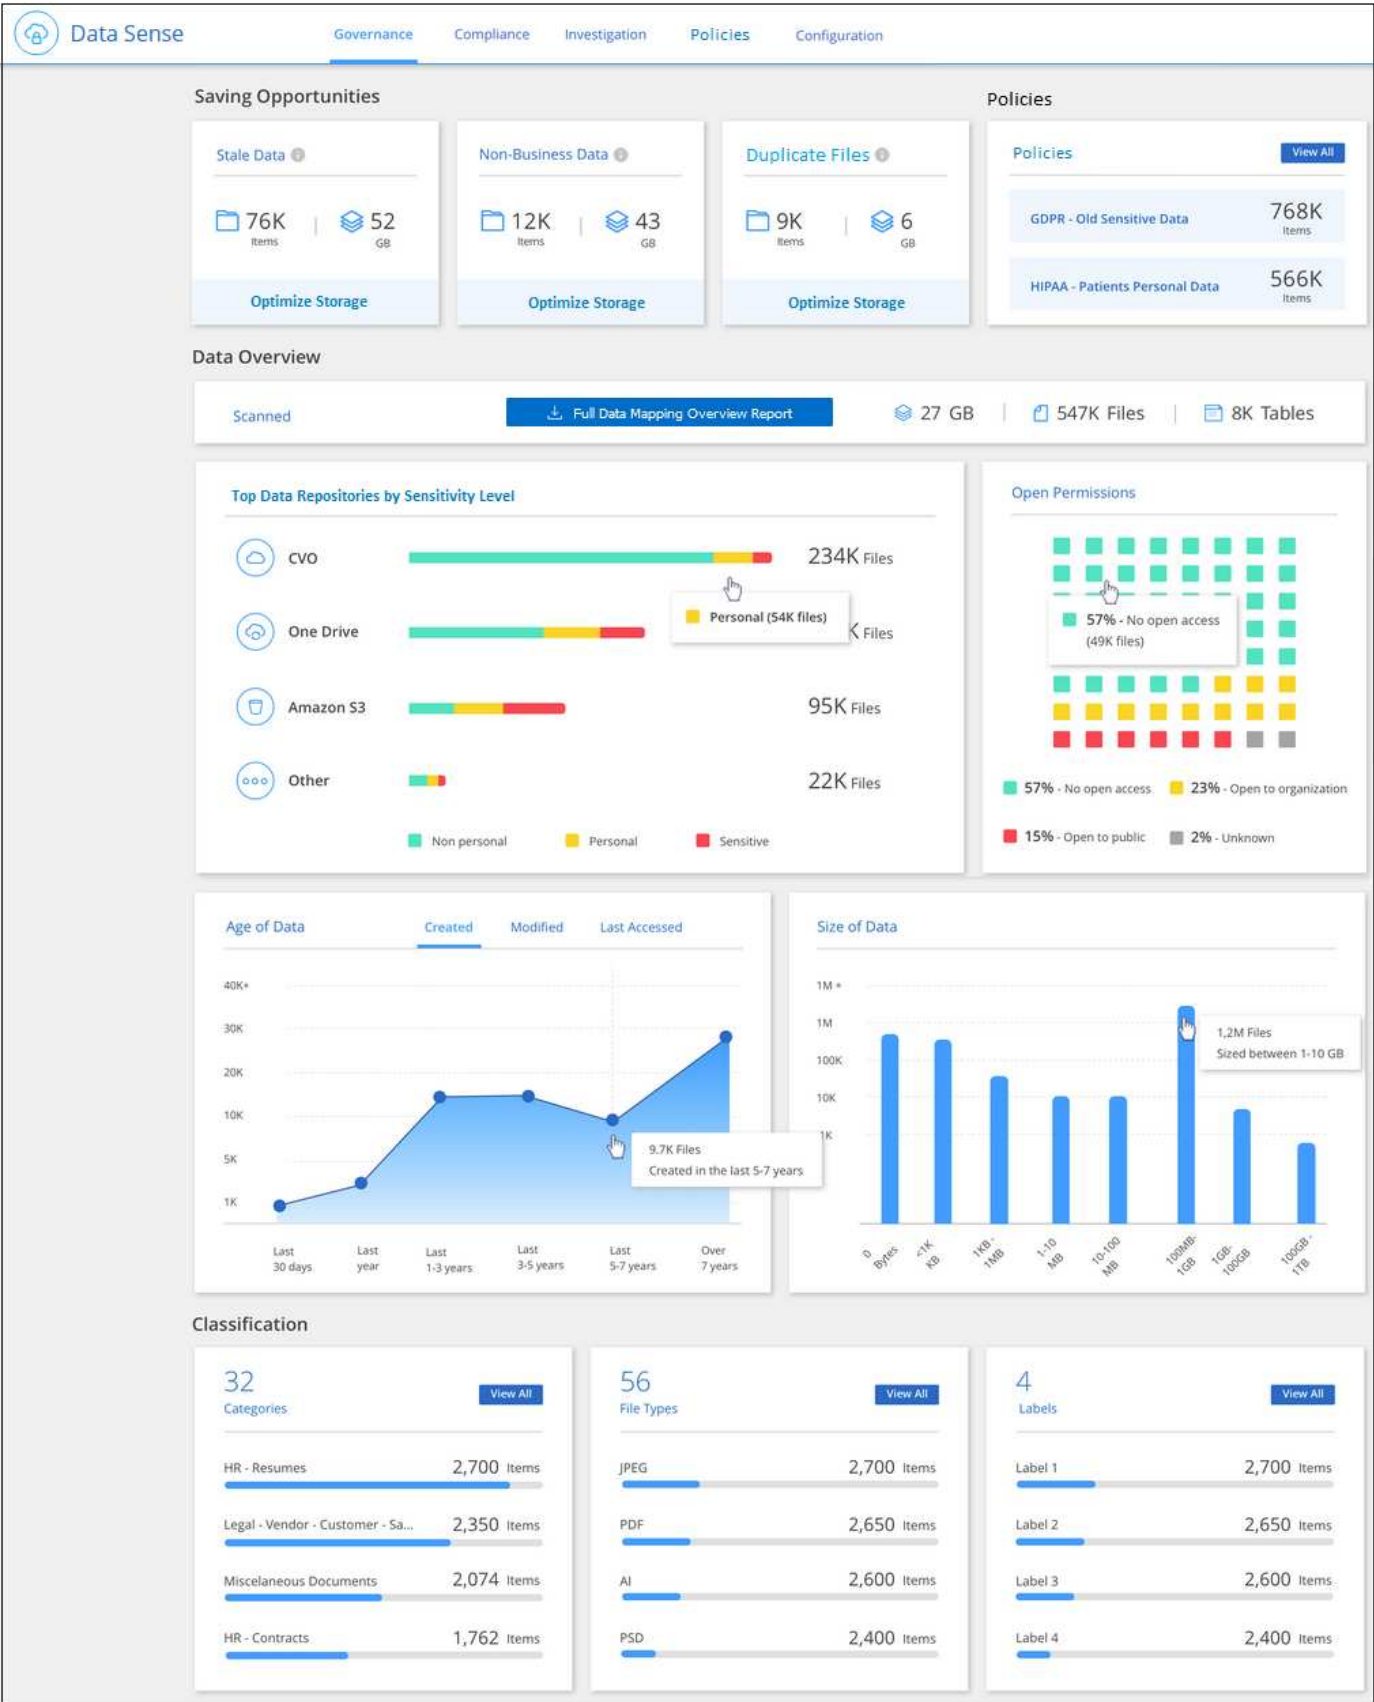 Data Sense
Governance Compliance Investigation Policies Configuration
Saving Opportunities
Policies
Stale Data
76K Items | 52 GB
Optimize Storage
Non-Business Data
12K Items | 43 GB
Optimize Storage
Duplicate Files
9K Items | 6 GB
Optimize Storage
Policies View All
GDPR - Old Sensitive Data 768K Items
HIPAA - Patients Personal Data 566K Items
Data Overview
Scanned Full Data Mapping Overview Report 27 GB | 547K Files | 8K Tables
Top Data Repositories by Sensitivity Level
CVO 234K Files
Personal (54K files)
One Drive K Files
Amazon S3 95K Files
Other 22K Files
Non personal Personal Sensitive
Open Permissions
57% - No open access
(49K files)
57% - No open access 23% - Open to organization
15% - Open to public 2% - Unknown
Age of Data Created Modified Last Accessed
40K+
30K
20K
10K
5K
1K
9.7K Files
Created in the last 5-7 years
Last 30 days
Last year
Last 1-3 years
Last 3-5 years
Last 5-7 years
Over 7 years
Size of Data
1M +
1M
100K
10K
1K
1,2M Files
Sized between 1-10 GB
0 Bytes
<1K KB
1KB - 1MB
1-10 MB
10-100 MB
100MB- 1GB
1GB- 100GB
100GB - 1TB
Classification
32
Categories View All
HR - Resumes 2,700 Items
Legal - Vendor - Customer - Sa... 2,350 Items
Miscelaneous Documents 2,074 Items
HR - Contracts 1,762 Items
56
File Types View All
JPEG 2,700 Items
PDF 2,650 Items
AI 2,600 Items
PSD 2,400 Items
4
Labels View All
Label 1 2,700 Items
Label 2 2,650 Items
Label 3 2,600 Items
Label 4 2,400 Items